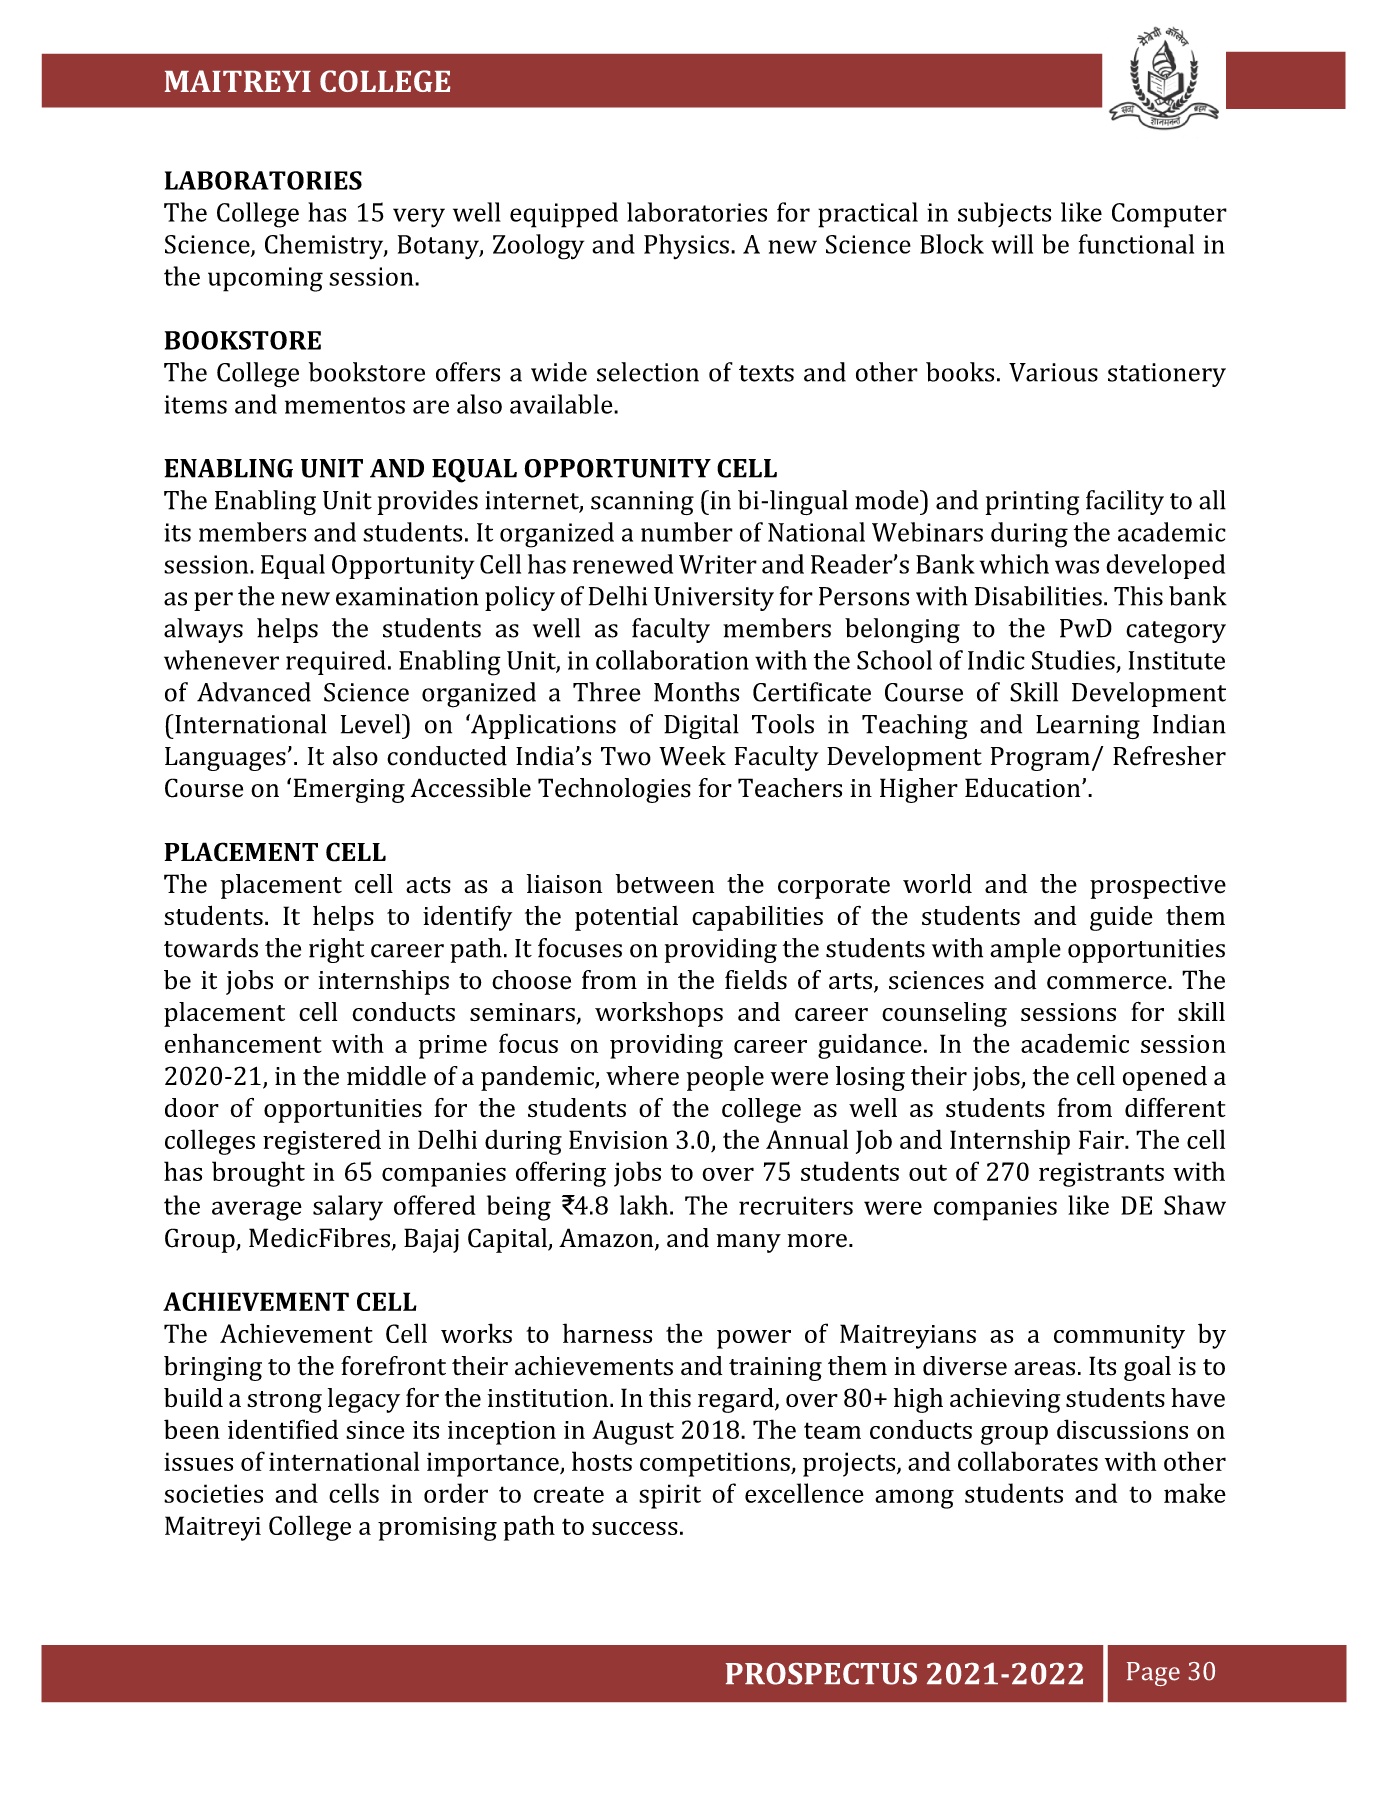 MAITREYI COLLEGE
मैत्रेयी कॉलेज
LABORATORIES
The College has 15 very well equipped laboratories for practical in subjects like Computer
Science, Chemistry, Botany, Zoology and Physics. A new Science Block will be functional in
the upcoming session.
BOOKSTORE
The College bookstore offers a wide selection of texts and other books. Various stationery
items and mementos are also available.
ENABLING UNIT AND EQUAL OPPORTUNITY CELL
The Enabling Unit provides internet, scanning (in bi-lingual mode) and printing facility to all
its members and students. It organized a number of National Webinars during the academic
session. Equal Opportunity Cell has renewed Writer and Reader’s Bank which was developed
as per the new examination policy of Delhi University for Persons with Disabilities. This bank
always helps the students as well as faculty members belonging to the PwD category
whenever required. Enabling Unit, in collaboration with the School of Indic Studies, Institute
of Advanced Science organized a Three Months Certificate Course of Skill Development
(International Level) on ‘Applications of Digital Tools in Teaching and Learning Indian
Languages’. It also conducted India’s Two Week Faculty Development Program/ Refresher
Course on ‘Emerging Accessible Technologies for Teachers in Higher Education’.
PLACEMENT CELL
The placement cell acts as a liaison between the corporate world and the prospective
students. It helps to identify the potential capabilities of the students and guide them
towards the right career path. It focuses on providing the students with ample opportunities
be it jobs or internships to choose from in the fields of arts, sciences and commerce. The
placement cell conducts seminars, workshops and career counseling sessions for skill
enhancement with a prime focus on providing career guidance. In the academic session
2020-21, in the middle of a pandemic, where people were losing their jobs, the cell opened a
door of opportunities for the students of the college as well as students from different
colleges registered in Delhi during Envision 3.0, the Annual Job and Internship Fair. The cell
has brought in 65 companies offering jobs to over 75 students out of 270 registrants with
the average salary offered being ₹4.8 lakh. The recruiters were companies like DE Shaw
Group, MedicFibres, Bajaj Capital, Amazon, and many more.
ACHIEVEMENT CELL
The Achievement Cell works to harness the power of Maitreyians as a community by
bringing to the forefront their achievements and training them in diverse areas. Its goal is to
build a strong legacy for the institution. In this regard, over 80+ high achieving students have
been identified since its inception in August 2018. The team conducts group discussions on
issues of international importance, hosts competitions, projects, and collaborates with other
societies and cells in order to create a spirit of excellence among students and to make
Maitreyi College a promising path to success.
PROSPECTUS 2021-2022 Page 30